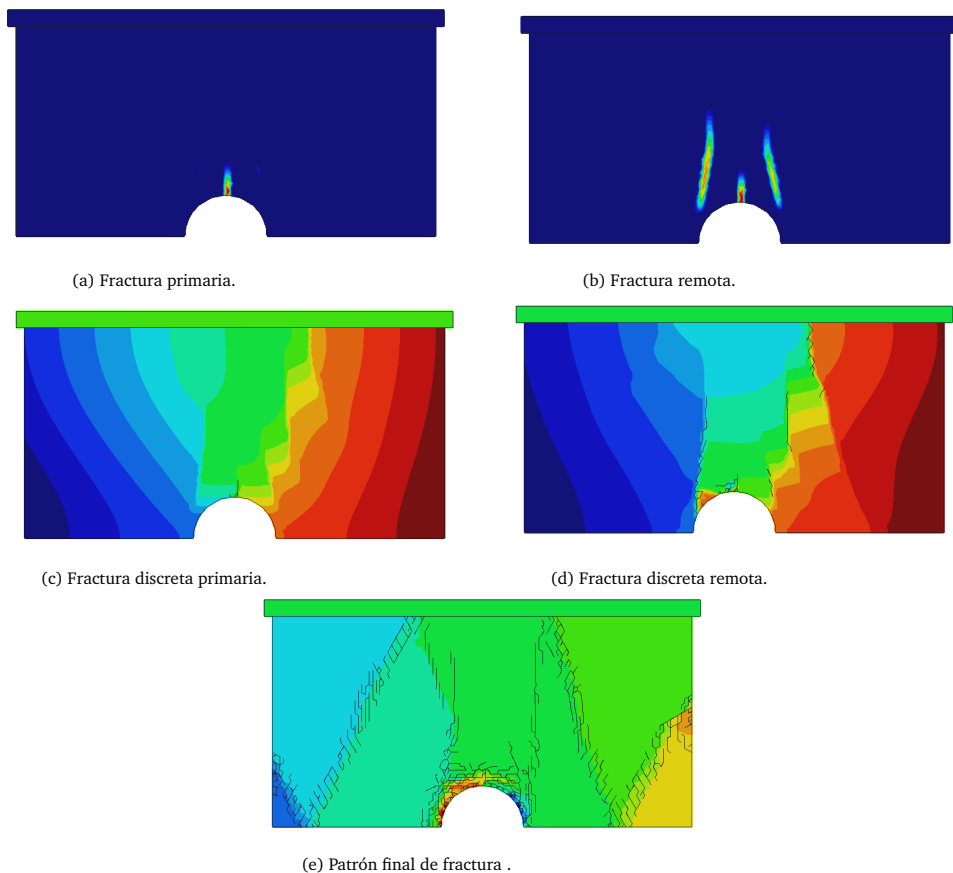 (a) Fractura primaria.
(b) Fractura remota.
(c) Fractura discreta primaria.
(d) Fractura discreta remota.
(e) Patrón final de fractura .